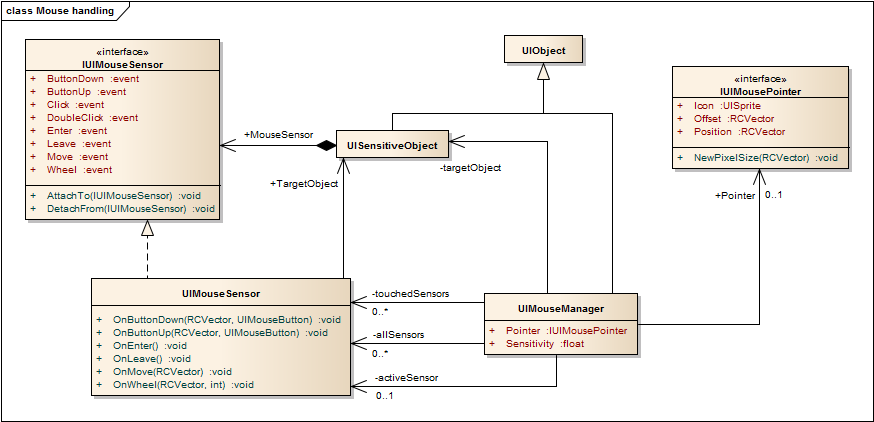 class Mouse handling
«interface»
IUIMouseSensor
+ ButtonDown :event
+ ButtonUp :event
+ Click :event
+ DoubleClick :event
+ Enter :event
+ Leave :event
+ Move :event
+ Wheel :event
+ AttachTo(IUIMouseSensor) :void
+ DetachFrom(IUIMouseSensor) :void
UIObject
«interface»
IUIMousePointer
+ Icon :UISprite
+ Offset :RCVector
+ Position :RCVector
+ NewPixelSize(RCVector) :void
+MouseSensor
UISensitiveObject
-targetObject
+TargetObject
+Pointer
0..1
UIMouseSensor
+ OnButtonDown(RCVector, UIMouseButton) :void
+ OnButtonUp(RCVector, UIMouseButton) :void
+ OnEnter() :void
+ OnLeave() :void
+ OnMove(RCVector) :void
+ OnWheel(RCVector, int) :void
-touchedSensors
0..*
-allSensors
0..*
-activeSensor
0..1
UIMouseManager
+ Pointer :IUIMousePointer
+ Sensitivity :float